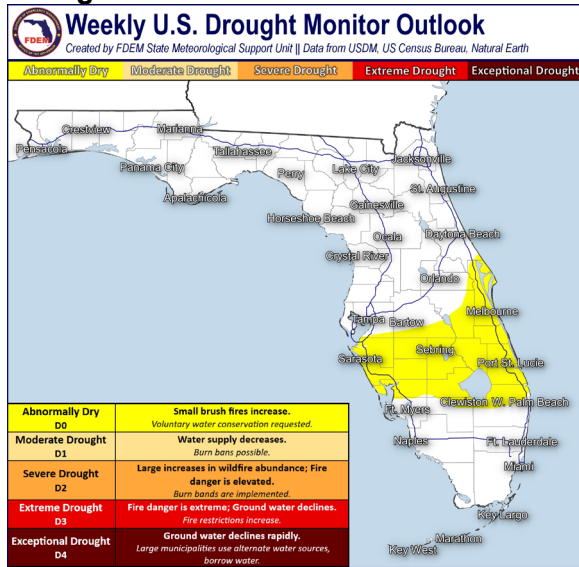 FDEM
Weekly U.S. Drought Monitor Outlook
Created by FDEM State Meteorological Support Unit || Data from USDM, US Census Bureau, Natural Earth
Abnormally Dry Moderate Drought Severe Drought Extreme Drought Exceptional Drought
Crestview
Marianna
Pensacola
Tallahassee
Jacksonville
Panama City
Perry
Lake City
Apalachicola
St. Augustine
Gainesville
Horseshoe Beach
Ocala
Daytona Beach
Crystal River
Orlando
Melbourne
Tampa
Bartow
Sarasota
Sebring
Port St. Lucie
Clewiston
W. Palm Beach
Ft. Myers
Naples
Ft. Lauderdale
Miami
Key Largo
Marathon
Key West
Abnormally Dry
D0
Small brush fires increase.
Voluntary water conservation requested.
Moderate Drought
D1
Water supply decreases.
Burn bans possible.
Severe Drought
D2
Large increases in wildfire abundance; Fire
danger is elevated.
Burn bands are implemented.
Extreme Drought
D3
Fire danger is extreme; Ground water declines.
Fire restrictions increase.
Exceptional Drought
D4
Ground water declines rapidly.
Large municipalities use alternate water sources,
borrow water.